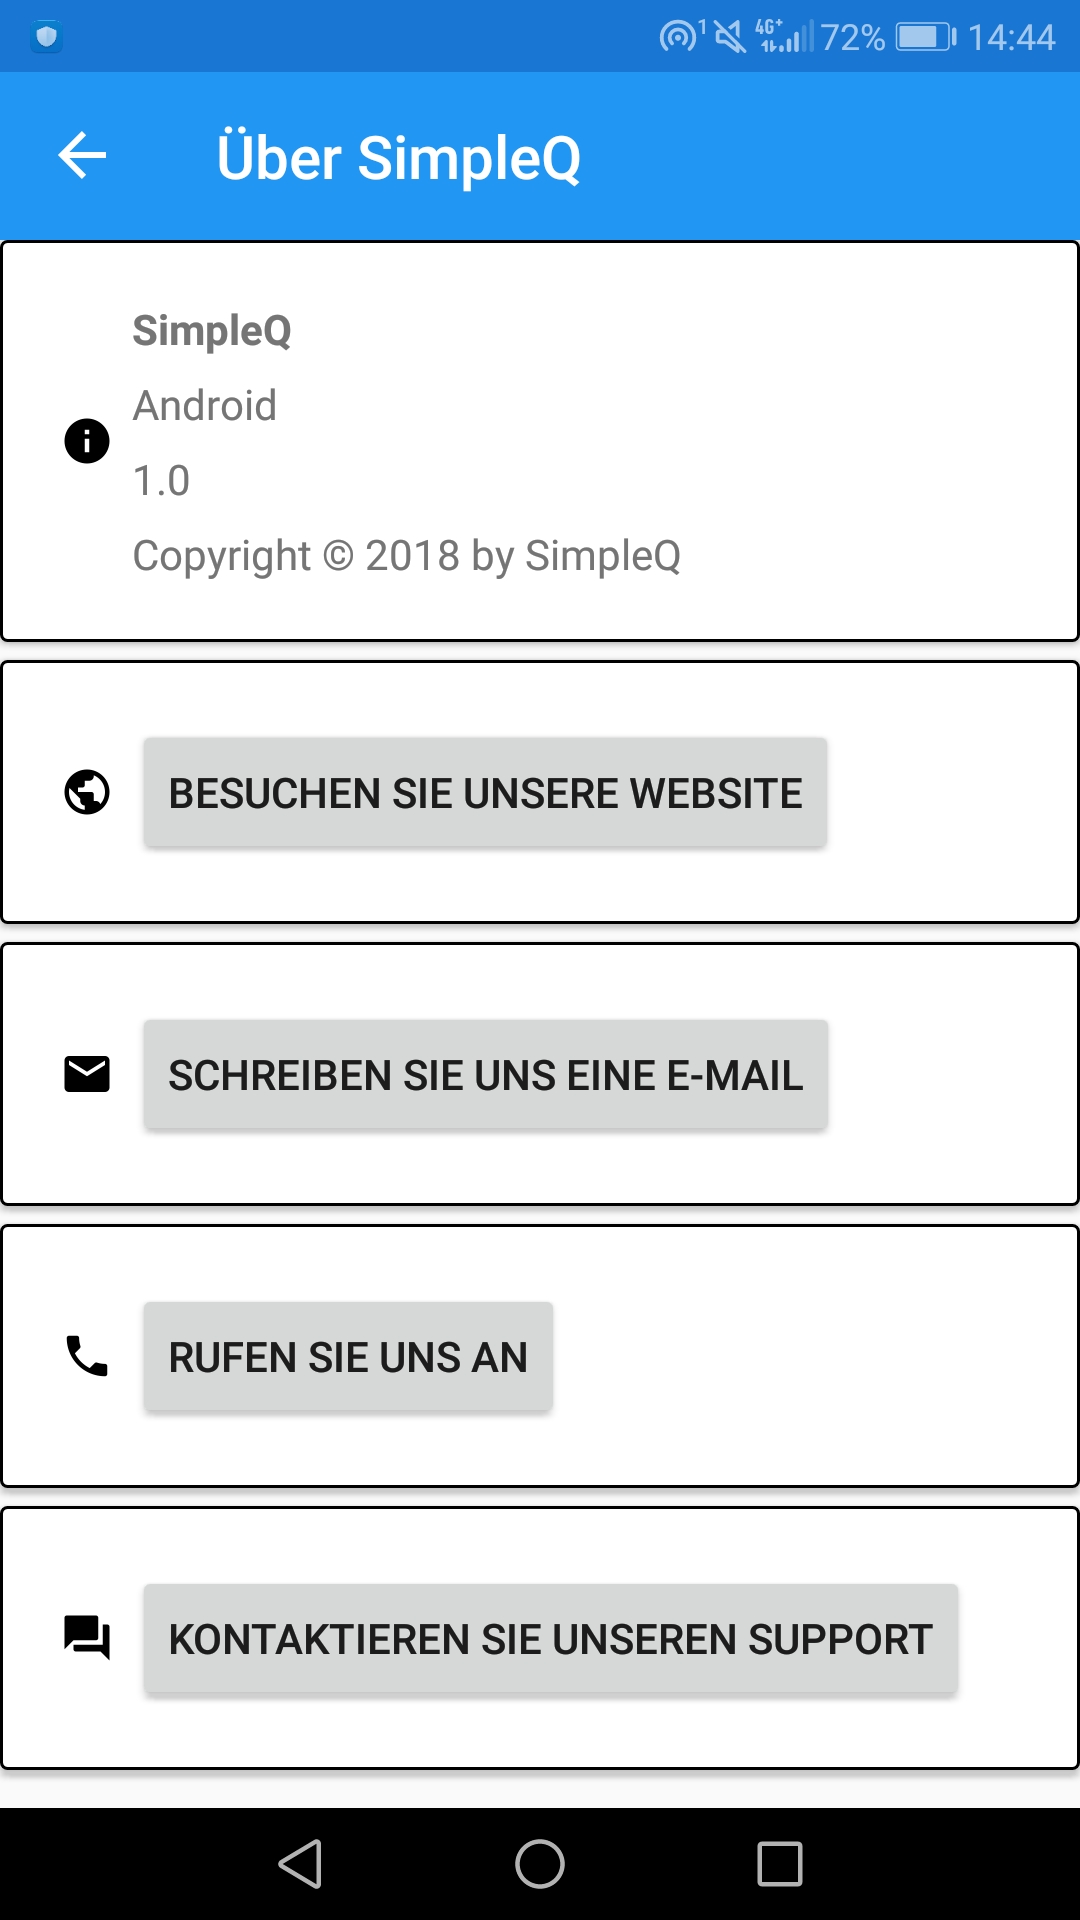 1 4G+ 72% 14:44
Über SimpleQ
SimpleQ
Android
1.0
Copyright © 2018 by SimpleQ
BESUCHEN SIE UNSERE WEBSITE
SCHREIBEN SIE UNS EINE E-MAIL
RUFEN SIE UNS AN
KONTAKTIEREN SIE UNSEREN SUPPORT